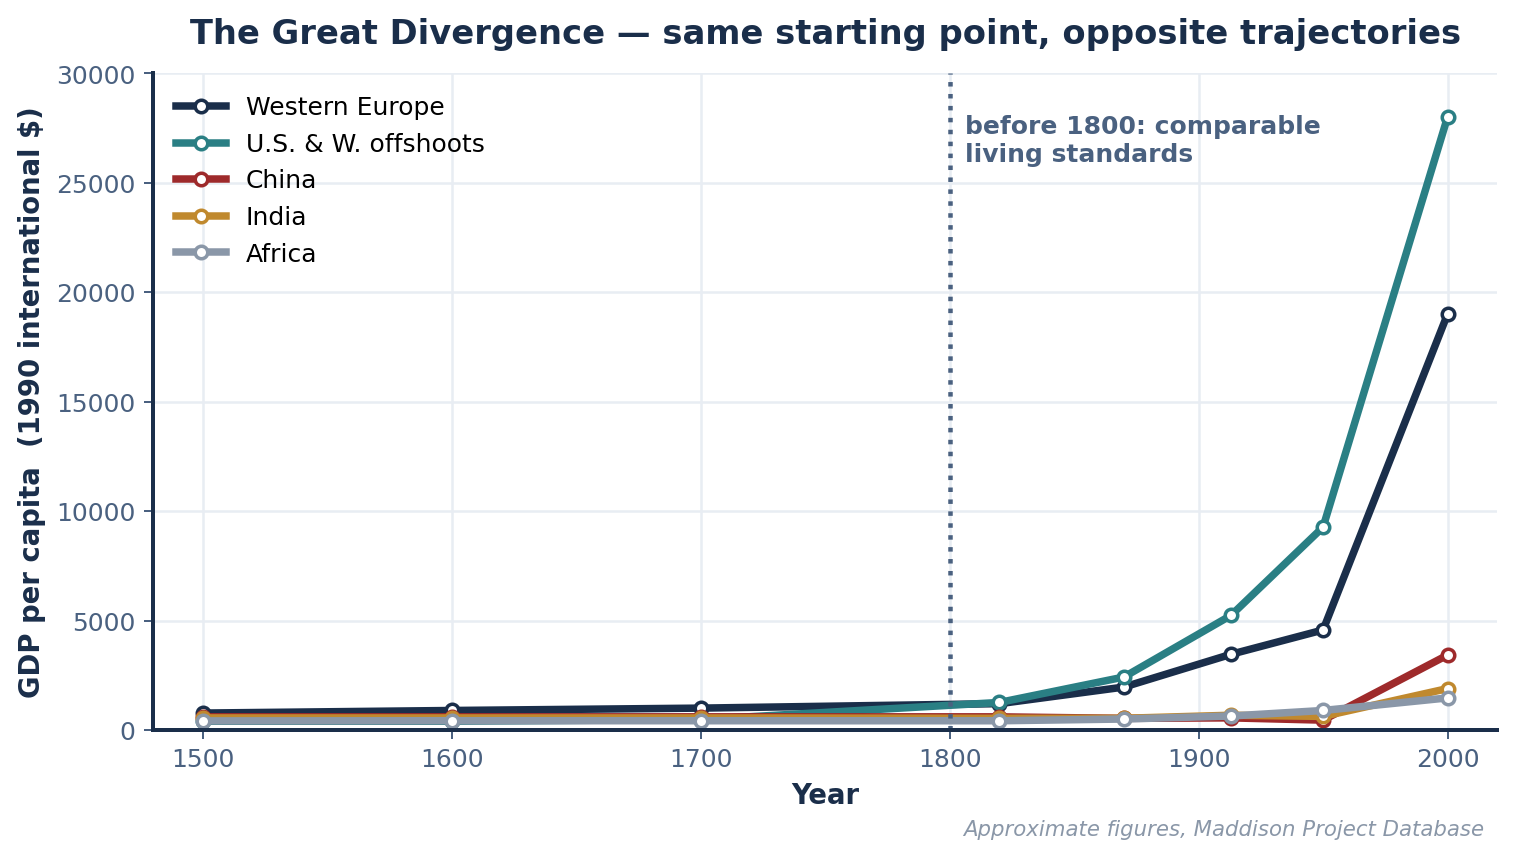 The Great Divergence — same starting point, opposite trajectories
GDP per capita (1990 international $)
30000
25000
20000
15000
10000
5000
0
Western Europe
U.S. & W. offshoots
China
India
Africa
before 1800: comparable
living standards
1500
1600
1700
1800
1900
2000
Year
Approximate figures, Maddison Project Database